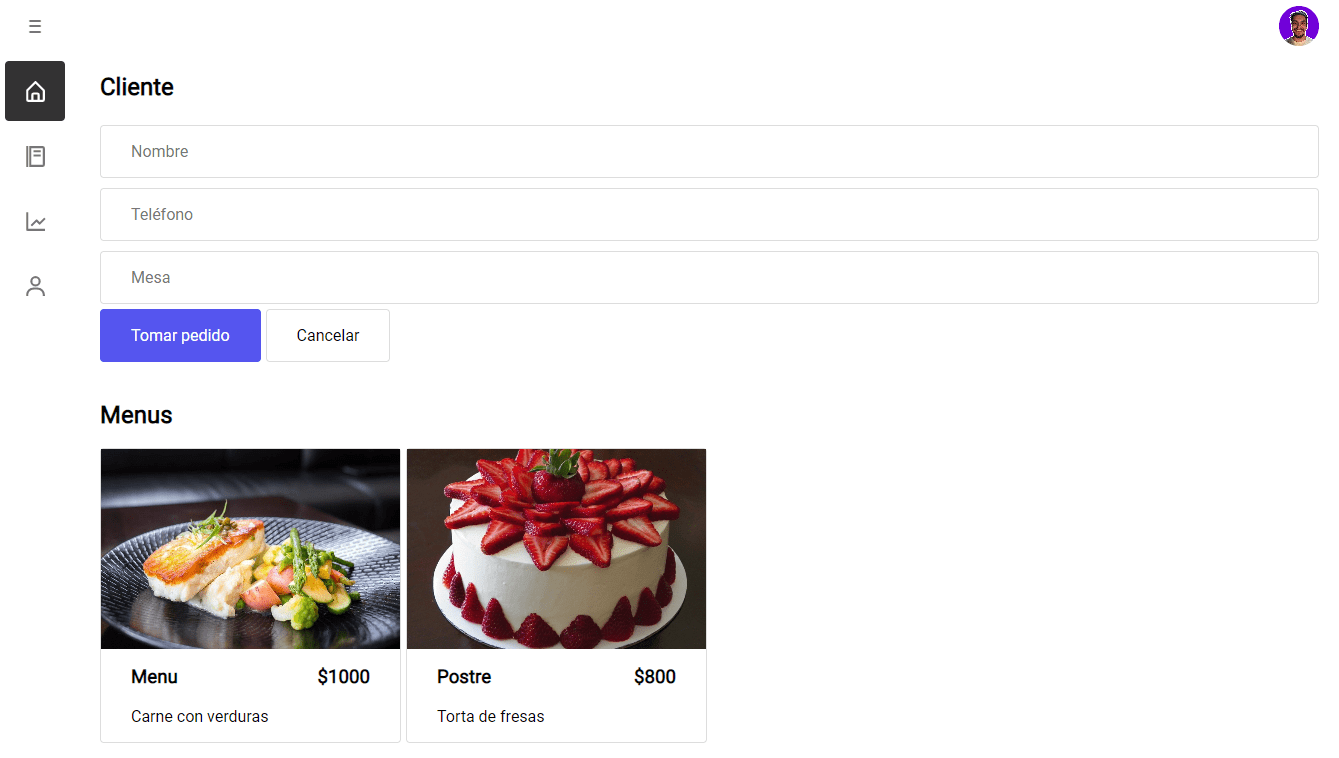 Cliente
Nombre
Teléfono
Mesa
Tomar pedido Cancelar
Menus
Menu $1000
Carne con verduras
Postre $800
Torta de fresas